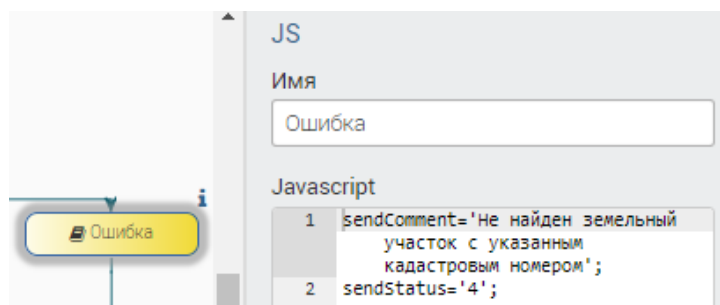 JS
Имя
Ошибка
Javascript
1 sendComment='Не найден земельный
участок с указанным
кадастровым номером';
2 sendStatus='4';
i
Ошибка